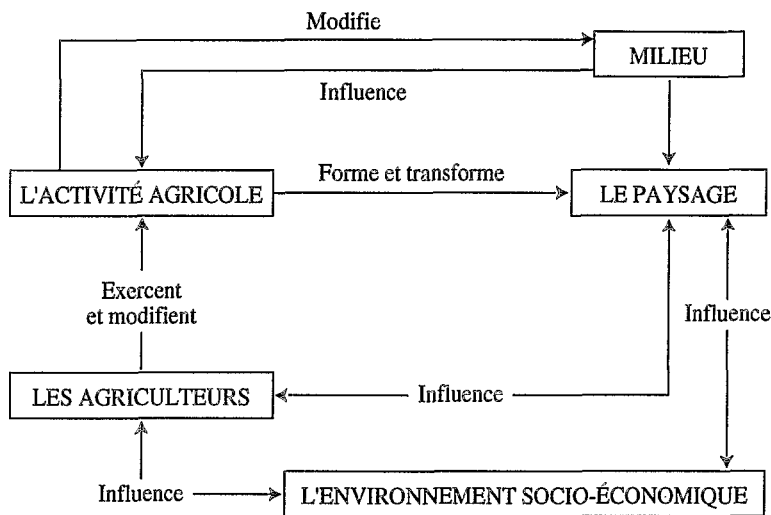 Modifie
MILIEU
Influence
L'ACTIVITÉ AGRICOLE
Forme et transforme
LE PAYSAGE
Exercent
et modifient
Influence
LES AGRICULTEURS
Influence
Influence
L'ENVIRONNEMENT SOCIO-ÉCONOMIQUE